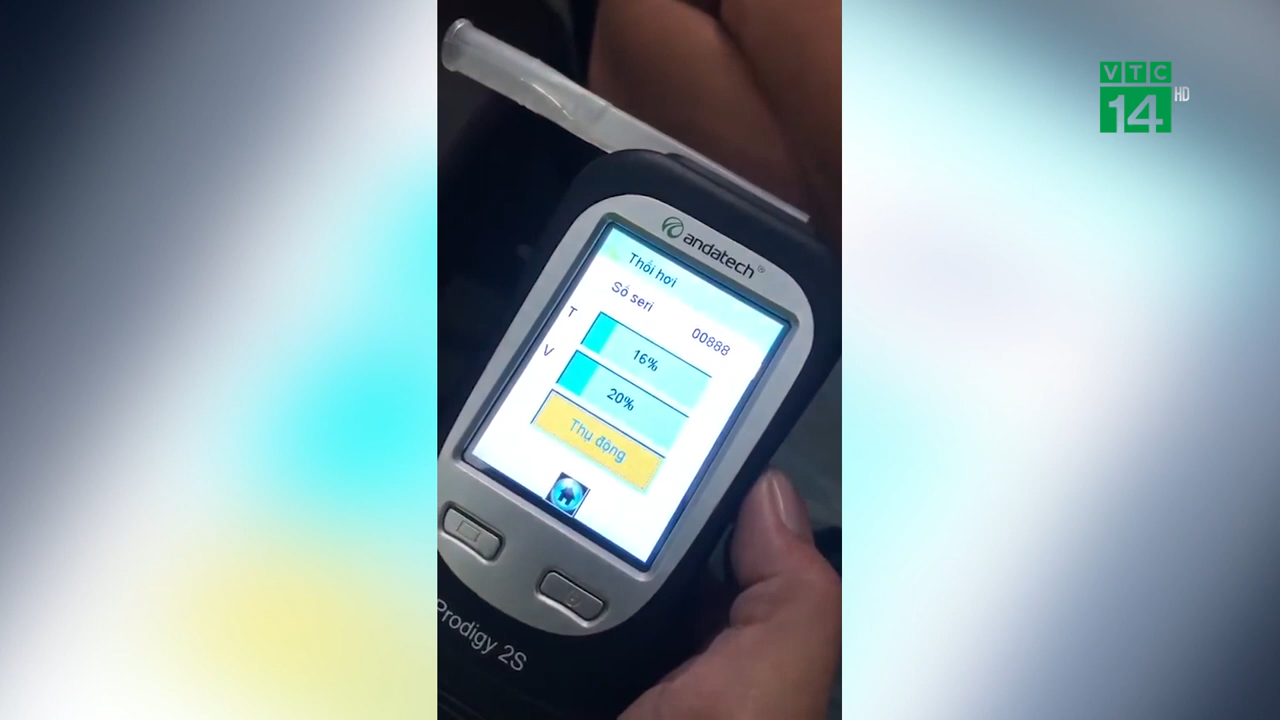 VTC
14
HD
andatech®
Thổi hơi
Số seri
00888
T
16%
V
20%
Thụ động
Prodigy 2S